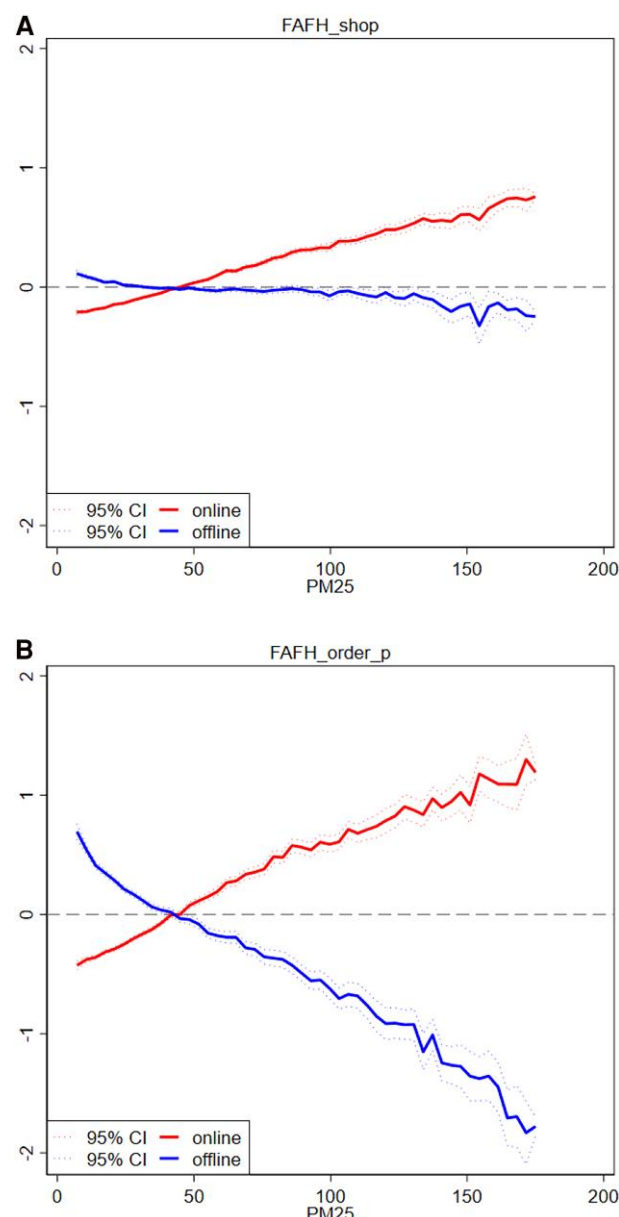 A
FAFH_shop
2
1
0
-1
-2
95% CI online
95% CI offline
0 50 100 150 200
PM25
B
FAFH_order_p
2
1
0
-1
-2
95% CI online
95% CI offline
0 50 100 150 200
PM25